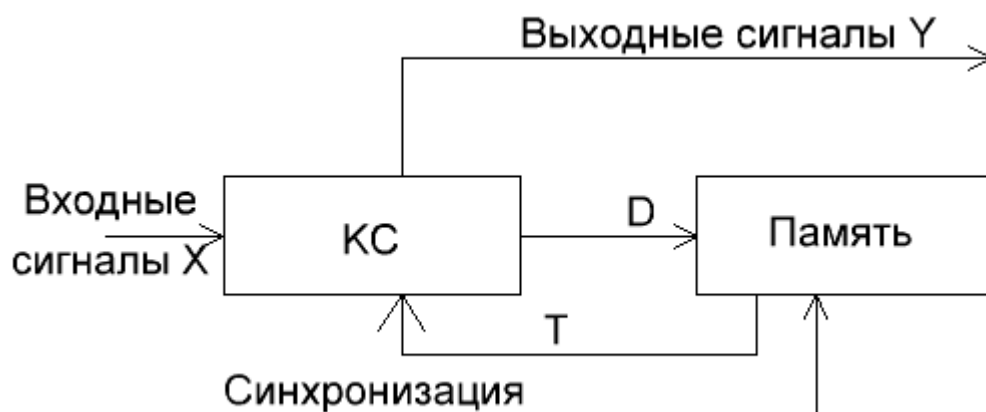 Выходные сигналы Y
Входные
сигналы X
КС
D
Память
T
Синхронизация